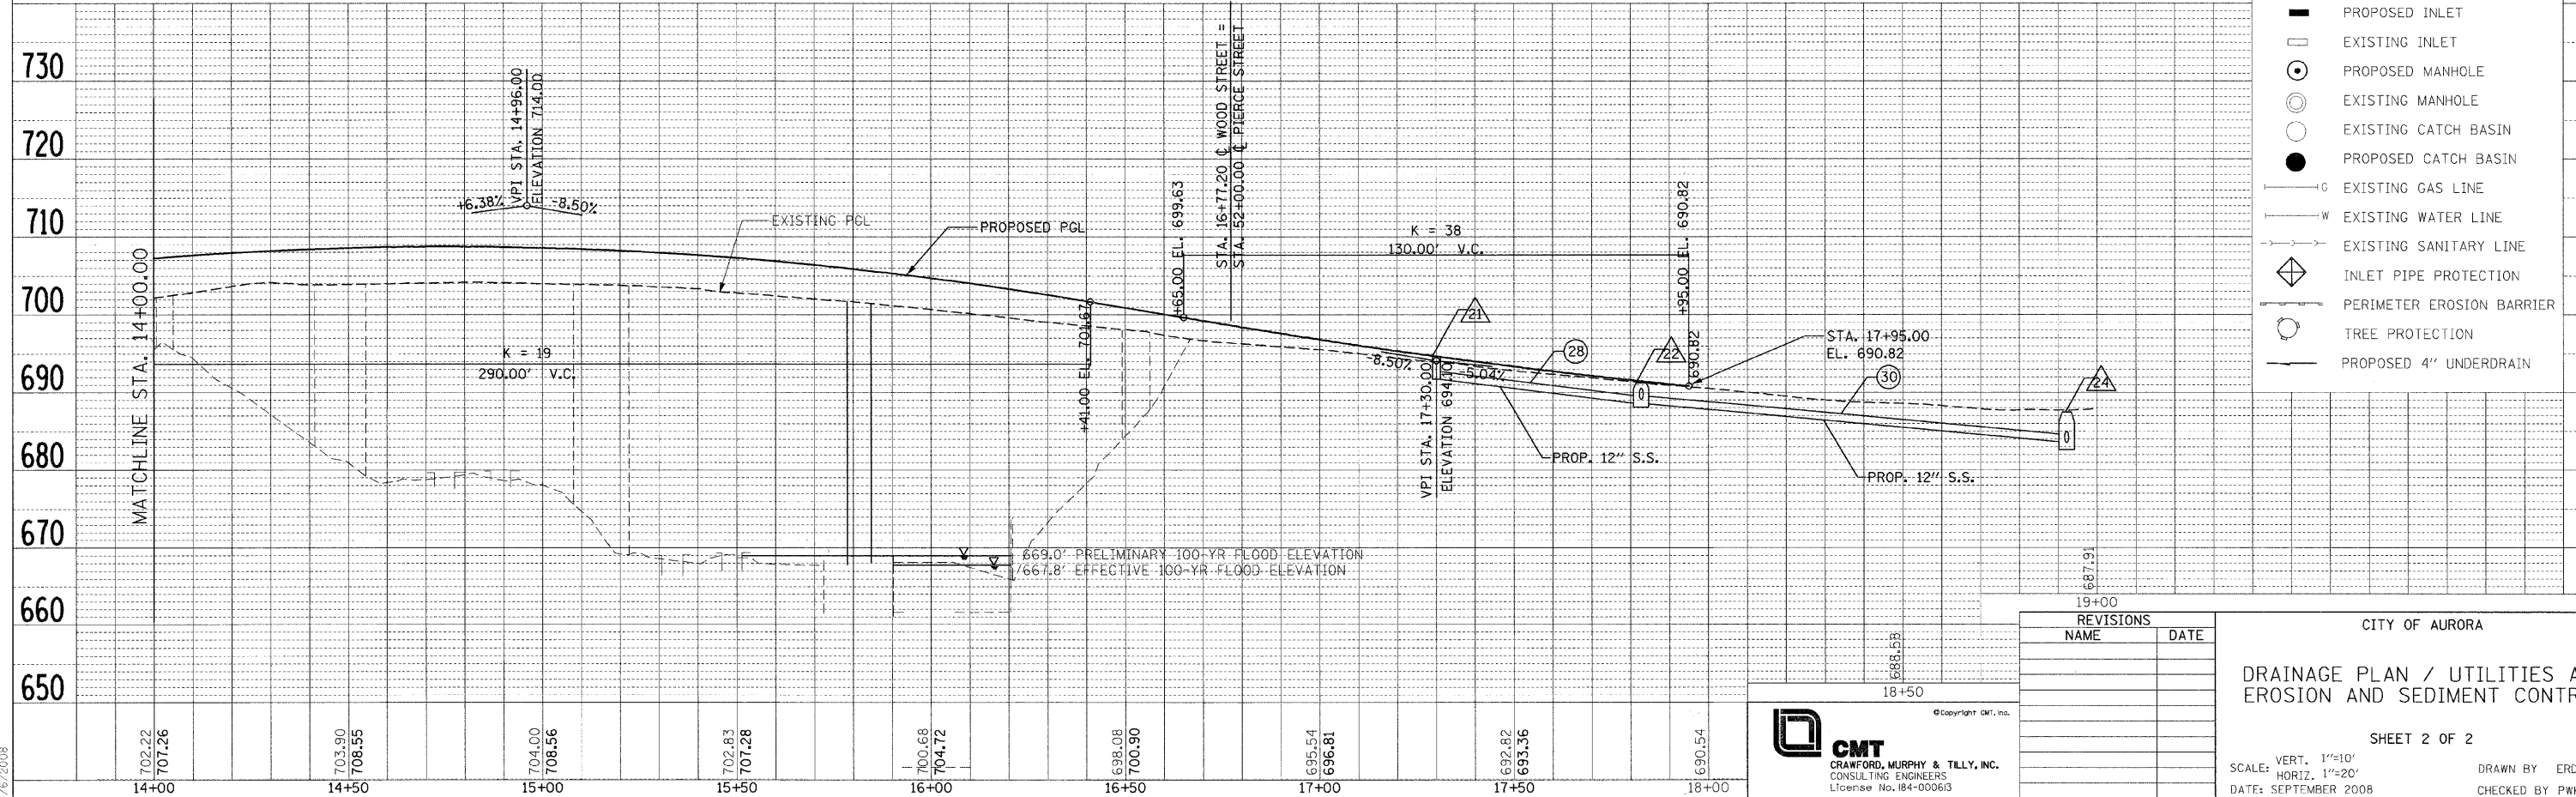 730
720
710
700
690
680
670
660
650
MATCHLINE STA. 14+00.00
+6.38%
VPI STA. 14+96.00
ELEVATION 714.00
-8.50%
EXISTING PGL
PROPOSED PGL
K = 19
290.00' V.C.
+41.00 EL. 701.67
+65.00 EL. 699.63
STA. 16+77.20 ℄ WOOD STREET =
STA. 52+00.00 ℄ PIERCE STREET
K = 38
130.00' V.C.
+95.00 EL. 690.82
690.82
21
28
22
STA. 17+95.00
EL. 690.82
30
24
-8.50%
-5.04%
VPI STA. 17+30.00
ELEVATION 694.10
PROP. 12" S.S.
PROP. 12" S.S.
669.0' PRELIMINARY 100-YR FLOOD ELEVATION
667.8' EFFECTIVE 100-YR FLOOD ELEVATION
702.22
707.26
703.90
708.55
704.00
708.56
702.83
707.28
700.68
704.72
698.08
700.90
695.54
696.81
692.82
693.36
690.54
688.58
687.91
14+00
14+50
15+00
15+50
16+00
16+50
17+00
17+50
18+00
18+50
19+00
PROPOSED INLET
EXISTING INLET
PROPOSED MANHOLE
EXISTING MANHOLE
EXISTING CATCH BASIN
PROPOSED CATCH BASIN
G EXISTING GAS LINE
W EXISTING WATER LINE
EXISTING SANITARY LINE
INLET PIPE PROTECTION
PERIMETER EROSION BARRIER
TREE PROTECTION
PROPOSED 4" UNDERDRAIN
©Copyright CMT, Inc.
CMT
CRAWFORD, MURPHY & TILLY, INC.
CONSULTING ENGINEERS
License No. 184-000613
REVISIONS
NAME DATE
CITY OF AURORA
DRAINAGE PLAN / UTILITIES A
EROSION AND SEDIMENT CONTR
SHEET 2 OF 2
SCALE: VERT. 1"=10'
HORIZ. 1"=20'
DATE: SEPTEMBER 2008
DRAWN BY ERD
CHECKED BY PW